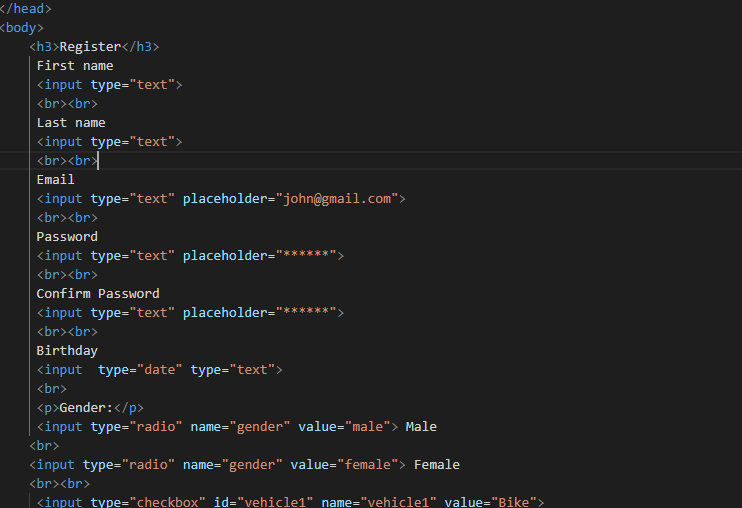 </head>
<body>
<h3>Register</h3>
First name
<input type="text">
<br><br>
Last name
<input type="text">
<br><br>
Email
<input type="text" placeholder="john@gmail.com">
<br><br>
Password
<input type="text" placeholder="******">
<br><br>
Confirm Password
<input type="text" placeholder="******">
<br><br>
Birthday
<input  type="date" type="text">
<br>
<p>Gender:</p>
<input type="radio" name="gender" value="male"> Male
<br>
<input type="radio" name="gender" value="female"> Female
<br><br>
<input type="checkbox" id="vehicle1" name="vehicle1" value="Bike">